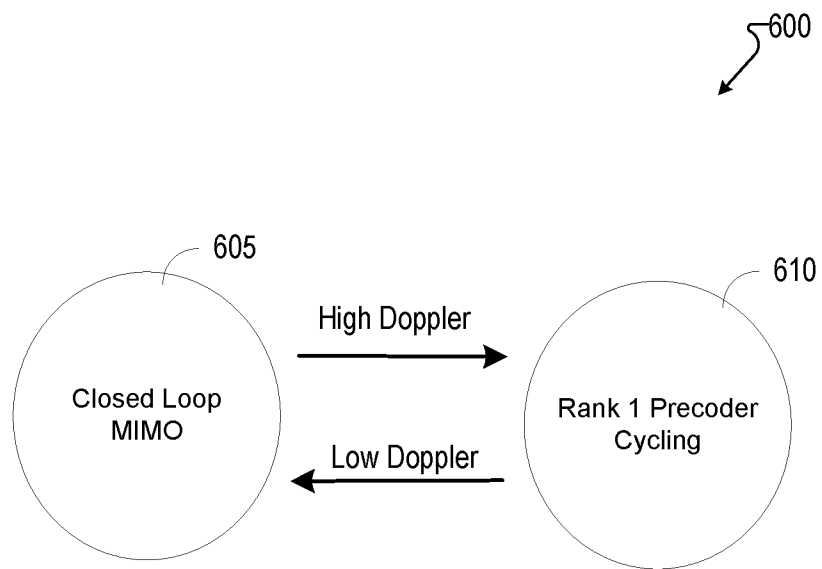 600
605
610
High Doppler
Closed Loop
MIMO
Rank 1 Precoder
Cycling
Low Doppler